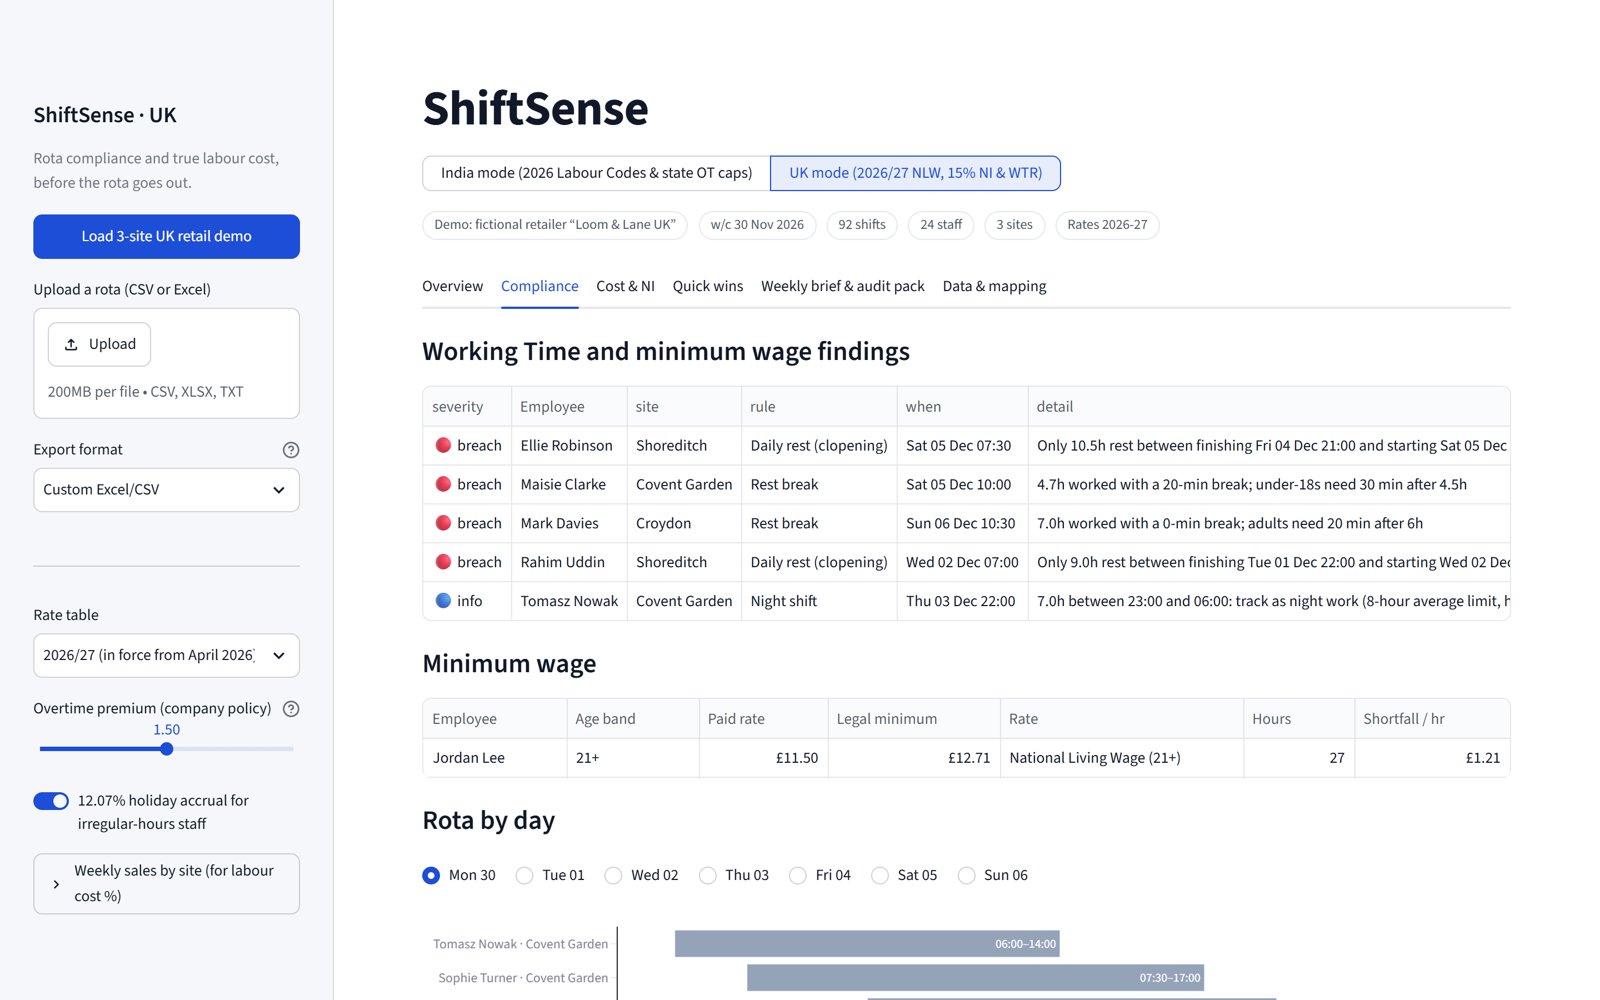 ShiftSense · UK
Rota compliance and true labour cost,
before the rota goes out.
Load 3-site UK retail demo
Upload a rota (CSV or Excel)
Upload
200MB per file • CSV, XLSX, TXT
Export format
Custom Excel/CSV
Rate table
2026/27 (in force from April 2026)
Overtime premium (company policy)
1.50
12.07% holiday accrual for
irregular-hours staff
Weekly sales by site (for labour
cost %)
ShiftSense
India mode (2026 Labour Codes & state OT caps) UK mode (2026/27 NLW, 15% NI & WTR)
Demo: fictional retailer “Loom & Lane UK” w/c 30 Nov 2026 92 shifts 24 staff 3 sites Rates 2026-27
Overview Compliance Cost & NI Quick wins Weekly brief & audit pack Data & mapping
Working Time and minimum wage findings
severity Employee site rule when detail
breach Ellie Robinson Shoreditch Daily rest (clopening) Sat 05 Dec 07:30 Only 10.5h rest between finishing Fri 04 Dec 21:00 and starting Sat 05 Dec
breach Maisie Clarke Covent Garden Rest break Sat 05 Dec 10:00 4.7h worked with a 20-min break; under-18s need 30 min after 4.5h
breach Mark Davies Croydon Rest break Sun 06 Dec 10:30 7.0h worked with a 0-min break; adults need 20 min after 6h
breach Rahim Uddin Shoreditch Daily rest (clopening) Wed 02 Dec 07:00 Only 9.0h rest between finishing Tue 01 Dec 22:00 and starting Wed 02 Dec
info Tomasz Nowak Covent Garden Night shift Thu 03 Dec 22:00 7.0h between 23:00 and 06:00: track as night work (8-hour average limit,
Minimum wage
Employee Age band Paid rate Legal minimum Rate Hours Shortfall / hr
Jordan Lee 21+ £11.50 £12.71 National Living Wage (21+) 27 £1.21
Rota by day
Mon 30 Tue 01 Wed 02 Thu 03 Fri 04 Sat 05 Sun 06
Tomasz Nowak · Covent Garden 06:00–14:00
Sophie Turner · Covent Garden 07:30–17:00